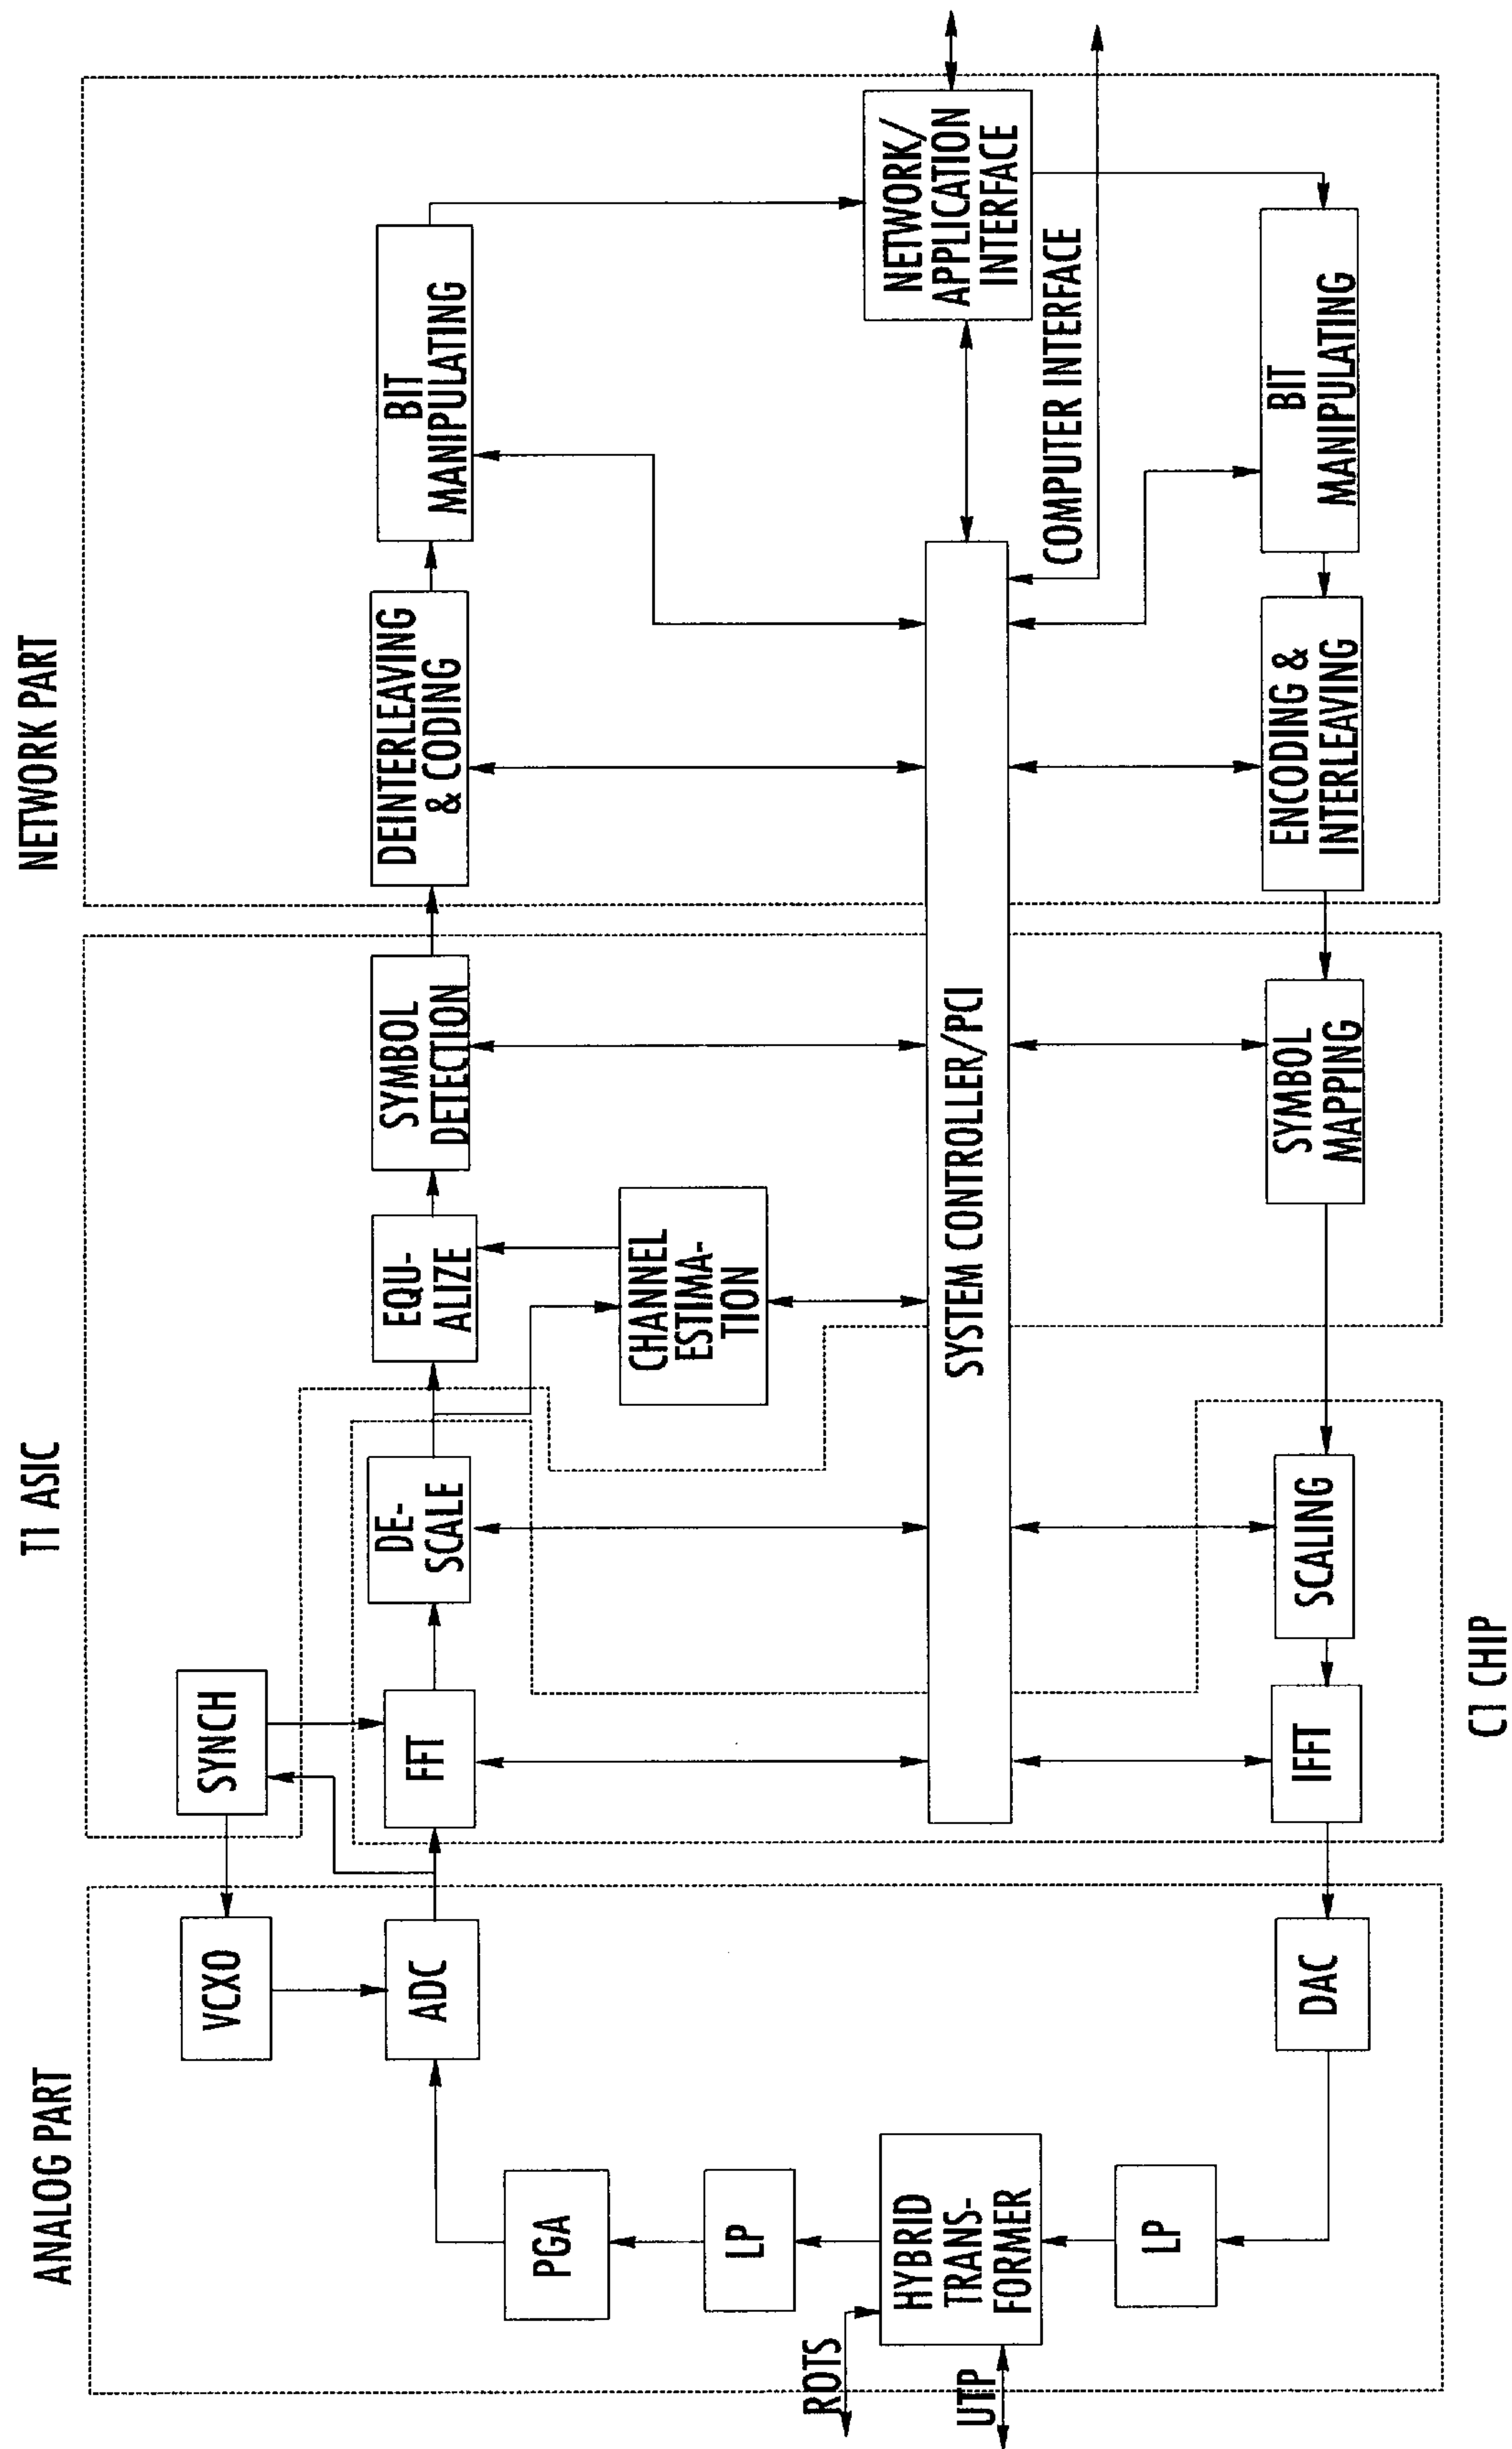 ANALOG PART
T1 ASIC
NETWORK PART
VCXO
SYNCH
ADC
FFT
DE-
SCALE
EQU-
ALIZE
SYMBOL
DETECTION
DEINTERLEAVING
& CODING
BIT
MANIPULATING
PGA
CHANNEL
ESTIMA-
TION
LP
ROTS
UTP
HYBRID
TRANS-
FORMER
SYSTEM CONTROLLER/PCI
NETWORK/
APPLICATION
INTERFACE
COMPUTER INTERFACE
LP
DAC
IFFT
SCALING
SYMBOL
MAPPING
ENCODING &
INTERLEAVING
BIT
MANIPULATING
C1 CHIP